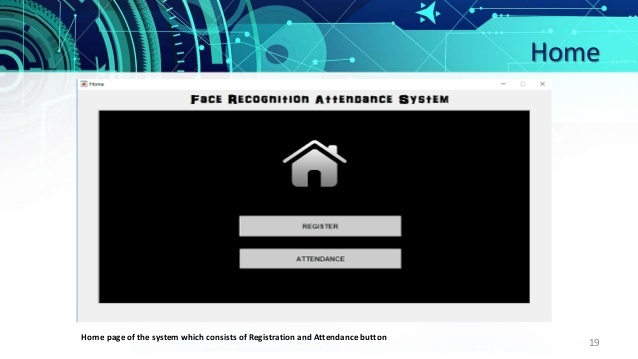 Home
Home
Face Recognition Attendance System
REGISTER
ATTENDANCE
Home page of the system which consists of Registration and Attendance button
19